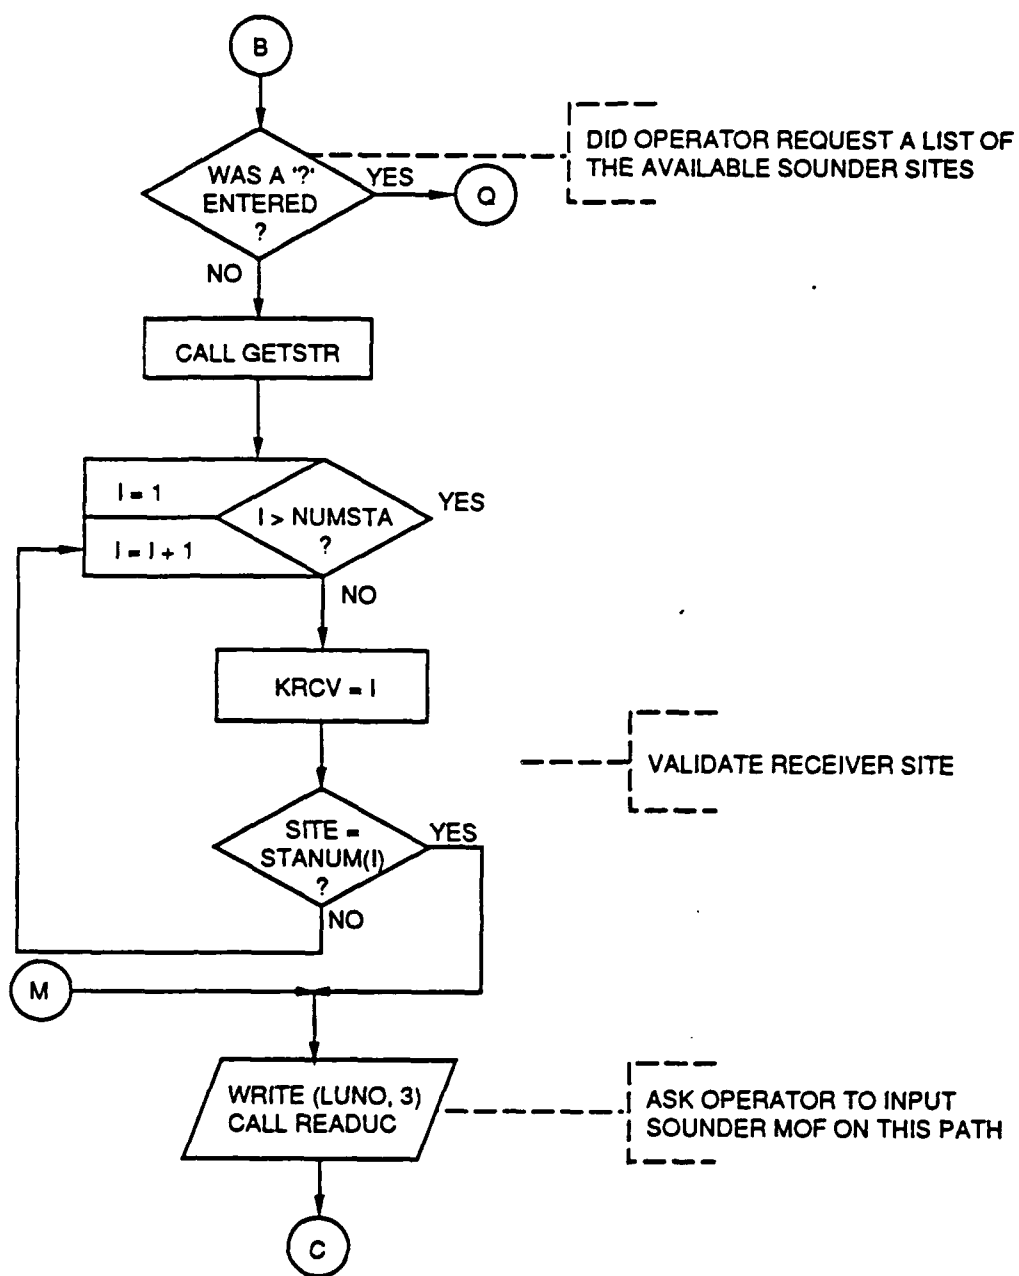 B
WAS A '?'
ENTERED
?
YES
Q
DID OPERATOR REQUEST A LIST OF
THE AVAILABLE SOUNDER SITES
NO
CALL GETSTR
I = 1
I > NUMSTA
?
YES
I = I + 1
NO
KRCV = I
VALIDATE RECEIVER SITE
SITE =
STANUM(I)
?
YES
NO
M
WRITE (LUNO, 3)
CALL READUC
ASK OPERATOR TO INPUT
SOUNDER MOF ON THIS PATH
C